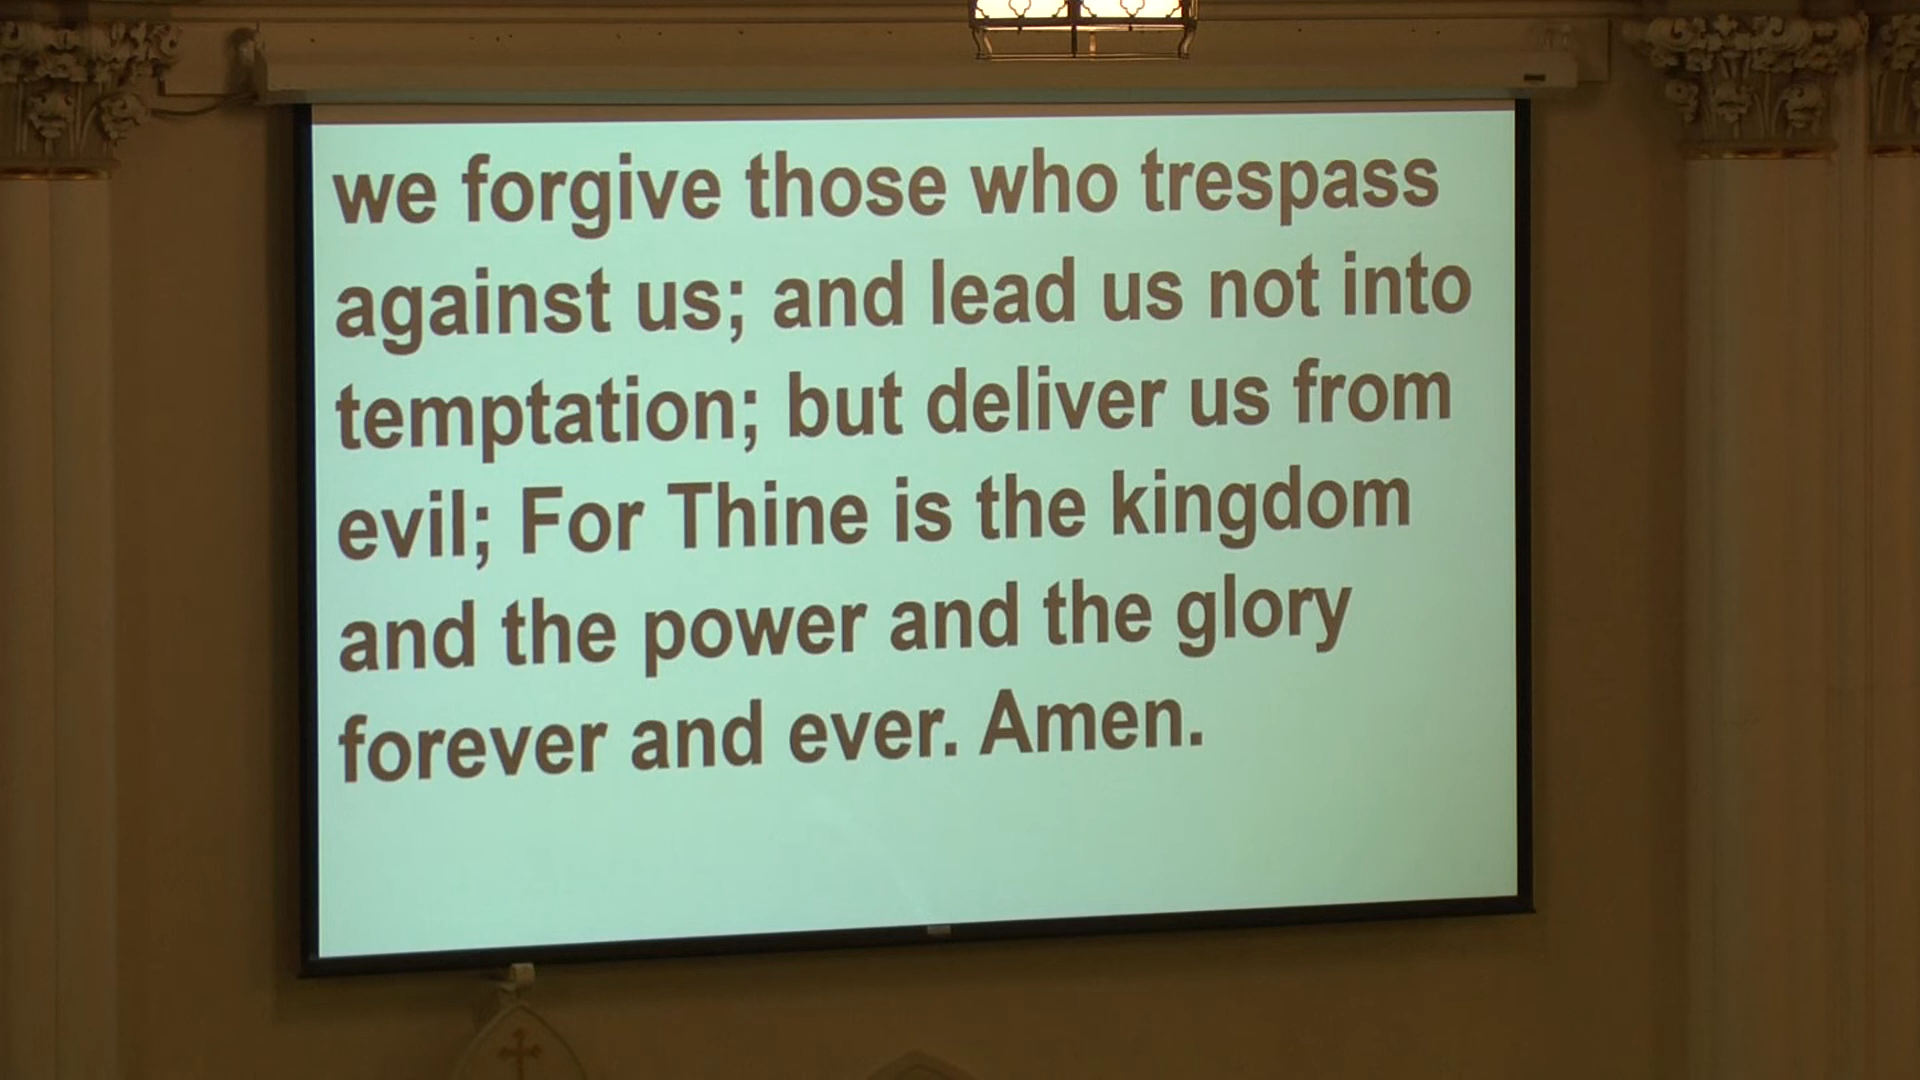 we forgive those who trespass
against us; and lead us not into
temptation; but deliver us from
evil; For Thine is the kingdom
and the power and the glory
forever and ever. Amen.